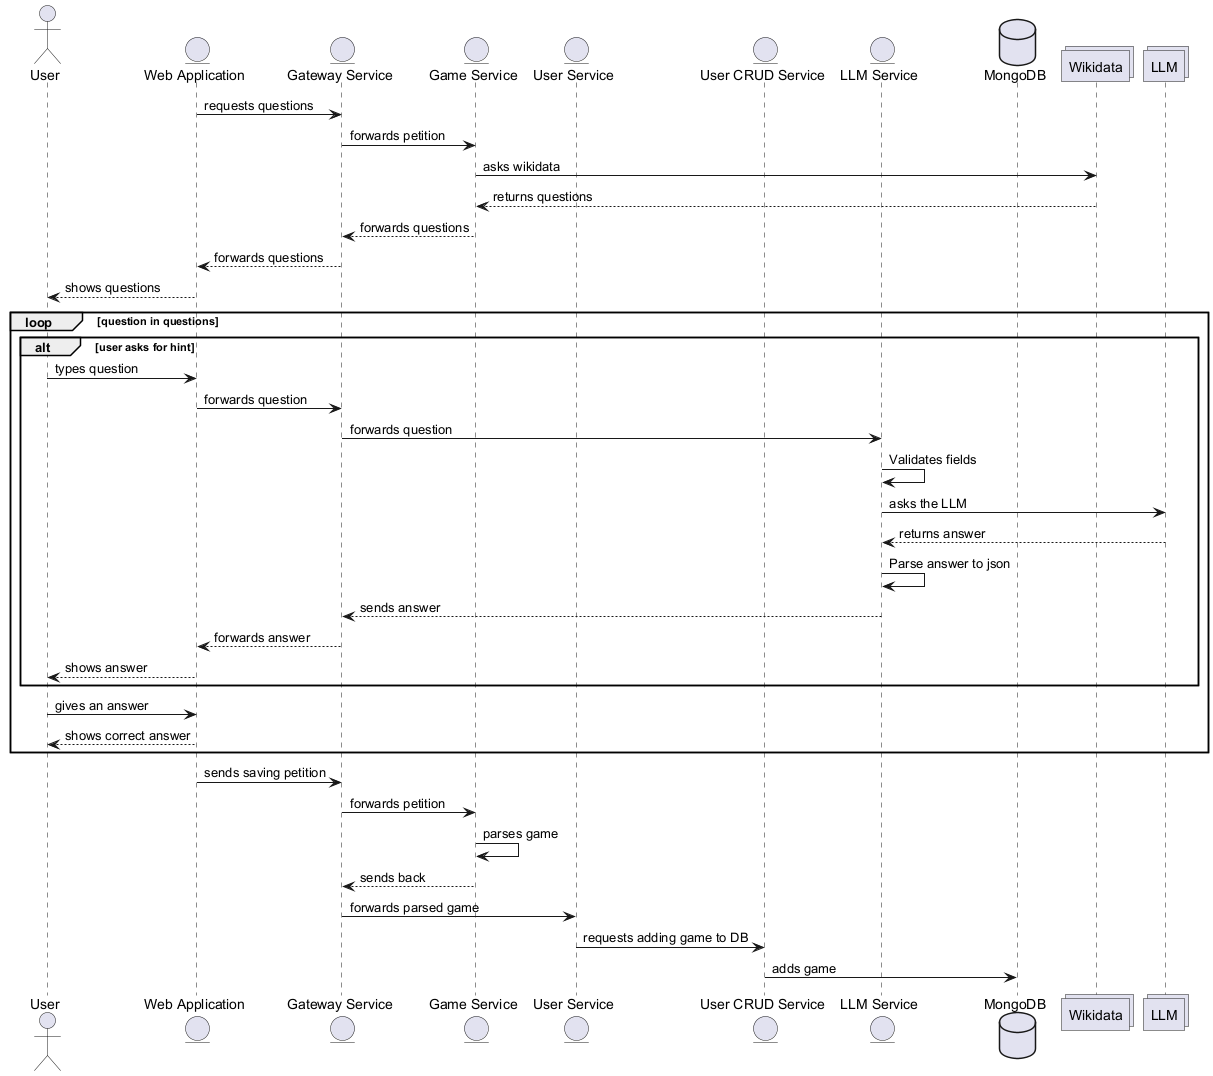 User
Web Application
Gateway Service
Game Service
User Service
User CRUD Service
LLM Service
MongoDB
Wikidata
LLM
requests questions
forwards petition
asks wikidata
returns questions
forwards questions
forwards questions
shows questions
loop [question in questions]
alt [user asks for hint]
types question
forwards question
forwards question
Validates fields
asks the LLM
returns answer
Parse answer to json
sends answer
forwards answer
shows answer
gives an answer
shows correct answer
sends saving petition
forwards petition
parses game
sends back
forwards parsed game
requests adding game to DB
adds game
User
Web Application
Gateway Service
Game Service
User Service
User CRUD Service
LLM Service
MongoDB
Wikidata
LLM